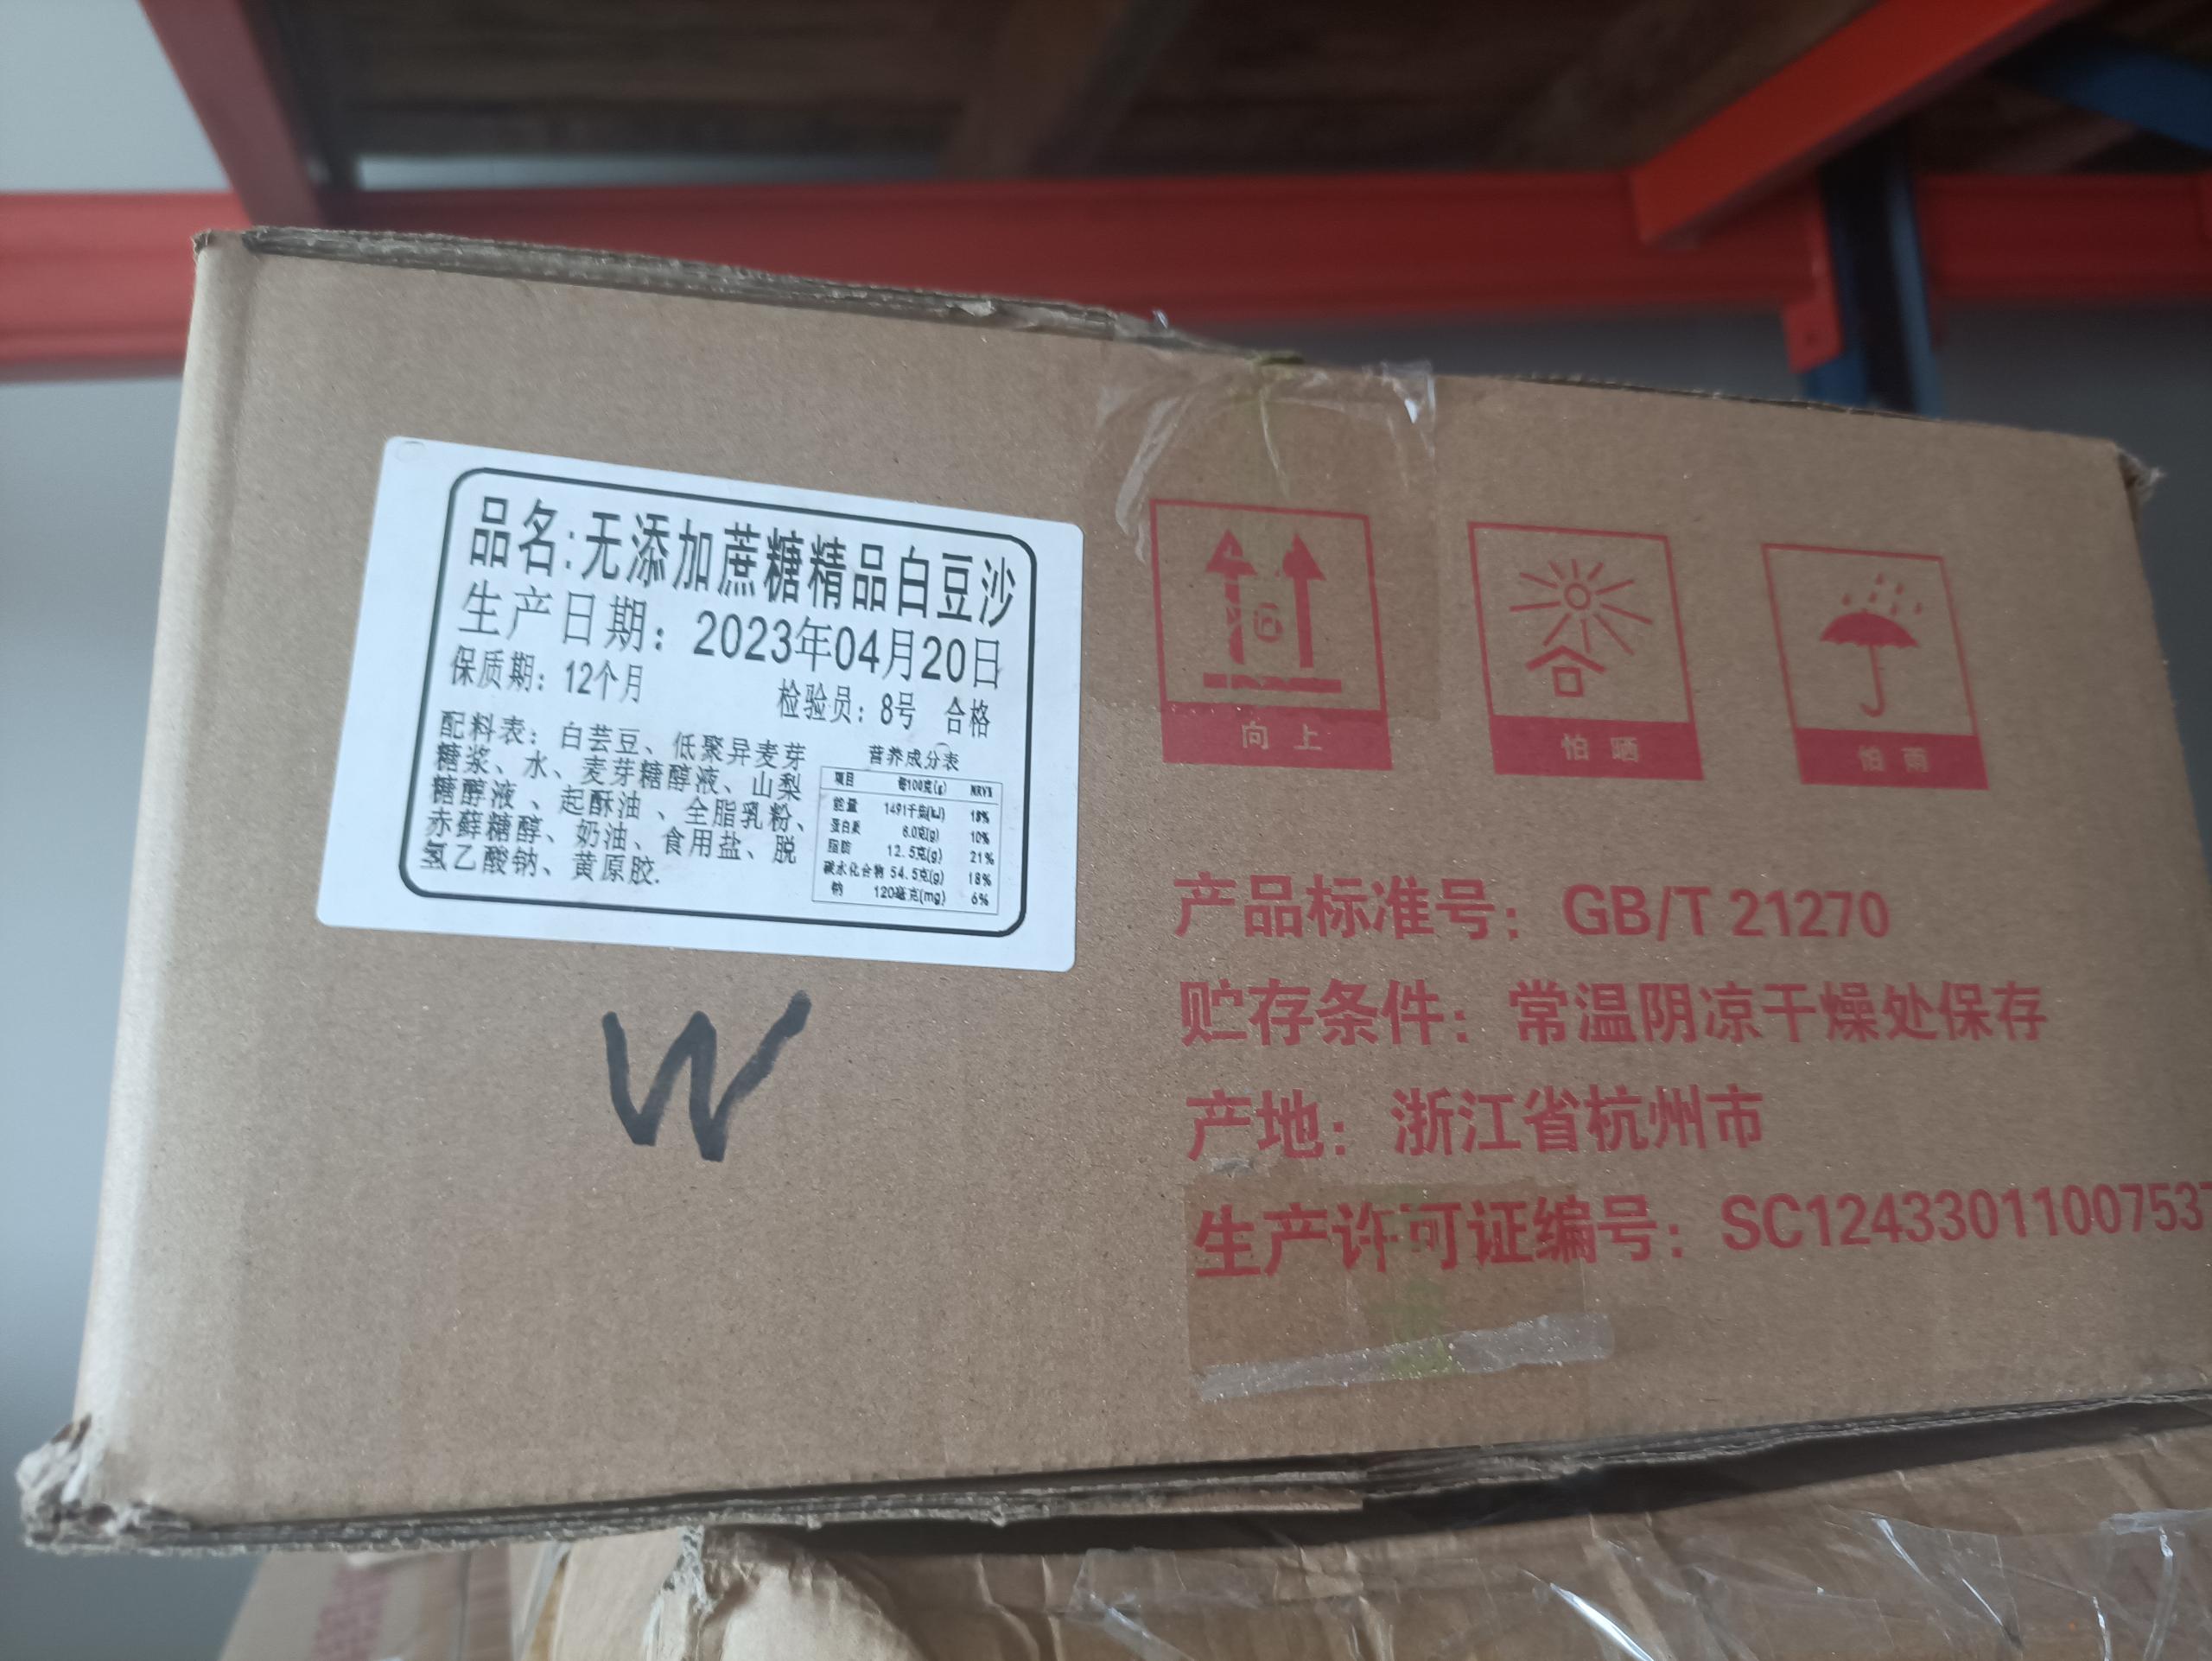 品名:无添加蔗糖精品白豆沙
生产日期：2023年04月20日
保质期：12个月
检验员：8号 合格
配料表：白芸豆、低聚异麦芽
糖浆、水、麦芽糖醇液、山梨
糖醇液、起酥油、全脂乳粉、
赤藓糖醇、奶油、食用盐、脱
氢乙酸钠、黄原胶.
营养成分表
项目 每100克(g) NRV%
能量 1491千焦(kJ) 18%
蛋白质 6.0克(g) 10%
脂肪 12.5克(g) 21%
碳水化合物 54.5克(g) 18%
钠 120毫克(mg) 6%
W
向上
怕晒
怕雨
产品标准号：GB/T 21270
贮存条件：常温阴凉干燥处保存
产地：浙江省杭州市
生产许可证编号：SC1243301100753